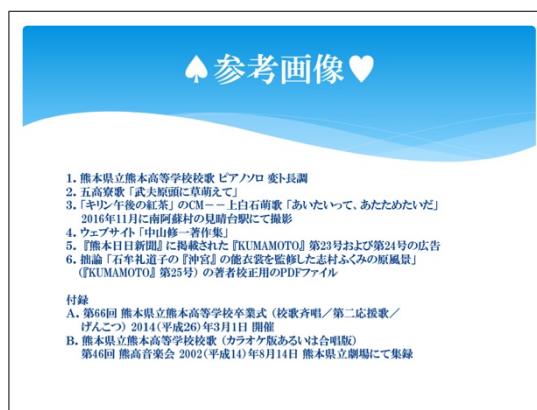 ♠参考画像♥
1. 熊本県立熊本高等学校校歌 ピアノソロ 変ト長調
2. 五高寮歌「武夫原頭に草萌えて」
3. 「キリン午後の紅茶」のCM－－上白石萌歌「あいたいって、あたためたいだ」
2016年11月に南阿蘇村の見晴台駅にて撮影
4. ウェブサイト「中山修一著作集」
5. 『熊本日日新聞』に掲載された『KUMAMOTO』第23号および第24号の広告
6. 拙論「石牟礼道子の『沖宮』の能衣裳を監修した志村ふくみの原風景」
(『KUMAMOTO』第25号) の著者校正用のPDFファイル
付録
A. 第66回 熊本県立熊本高等学校卒業式 (校歌斉唱／第二応援歌／
げんこつ) 2014(平成26)年3月1日 開催
B. 熊本県立熊本高等学校校歌 (カラオケ版あるいは合唱版)
第46回 熊高音楽会 2002(平成14)年8月14日 熊本県立劇場にて集録